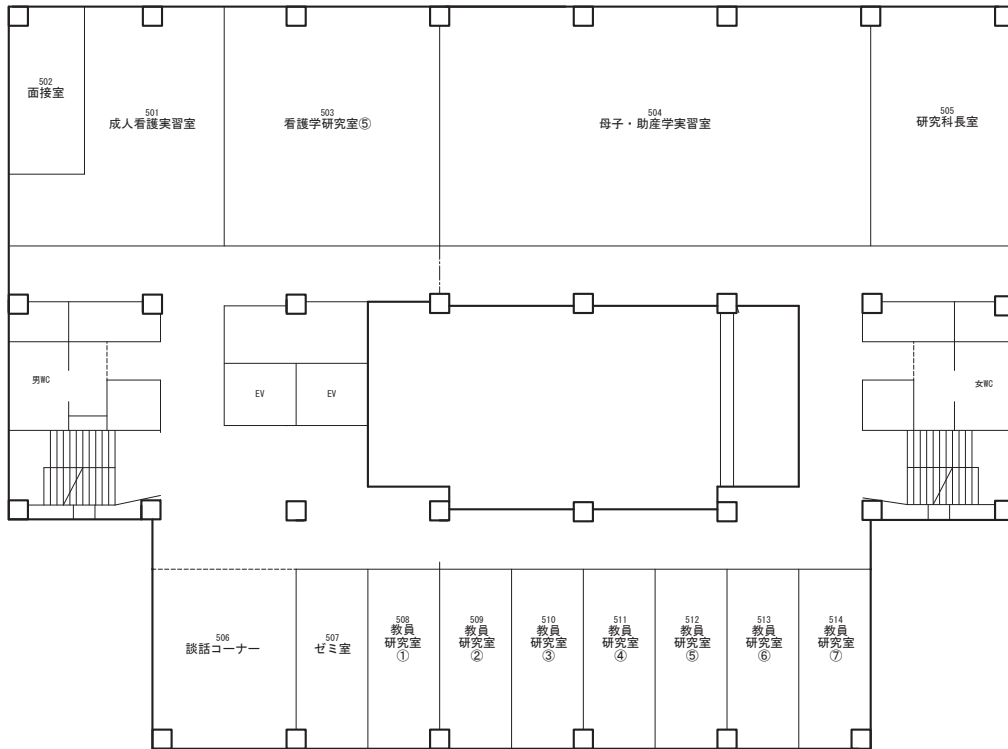 502
面接室
501
成人看護実習室
503
看護学研究室⑤
504
母子・助産学実習室
505
研究科長室
男WC
EV
EV
女WC
506
談話コーナー
507
ゼミ室
508
教員
研究室
①
509
教員
研究室
②
510
教員
研究室
③
511
教員
研究室
④
512
教員
研究室
⑤
513
教員
研究室
⑥
514
教員
研究室
⑦